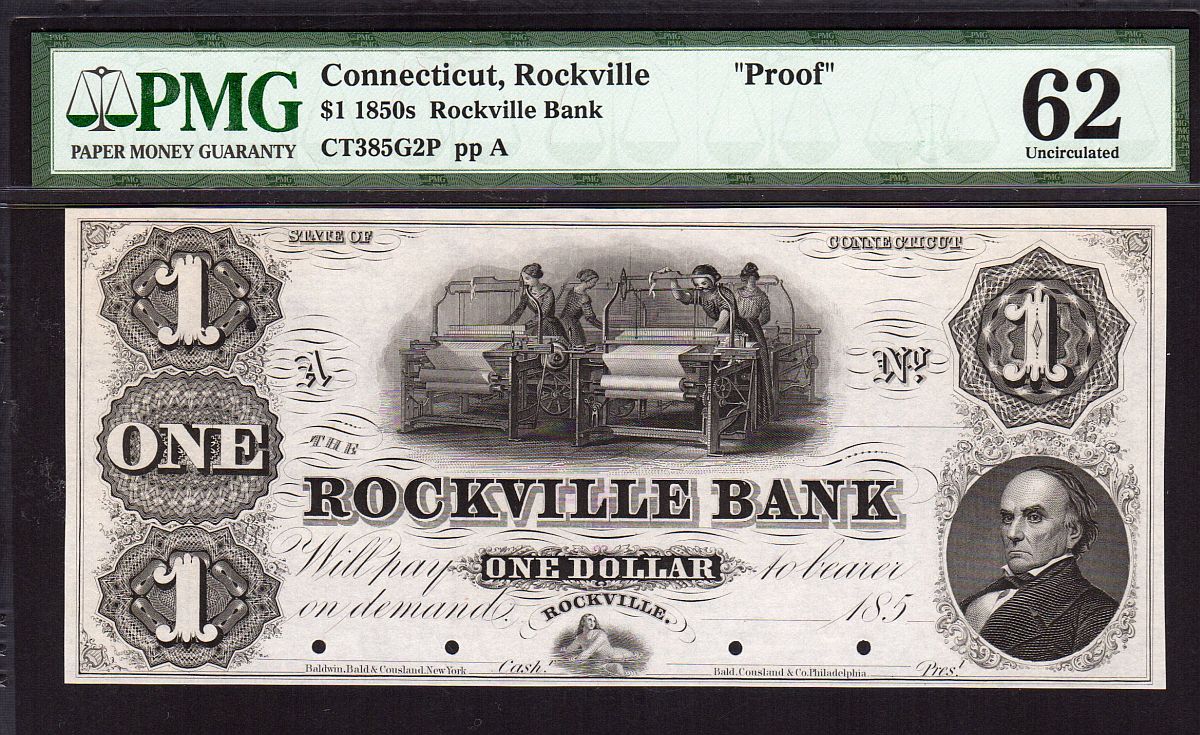 PMG
PAPER MONEY GUARANTY
Connecticut, Rockville "Proof"
$1 1850s Rockville Bank
CT385G2P pp A
62
Uncirculated
1
STATE OF
CONNECTICUT
1
A
No.
ONE
THE
ROCKVILLE BANK
Will pay ONE DOLLAR to bearer
on demand. ROCKVILLE. 185
1
Baldwin, Bald & Cousland, New York Cash.r Bald, Cousland & Co. Philadelphia. Pres.t